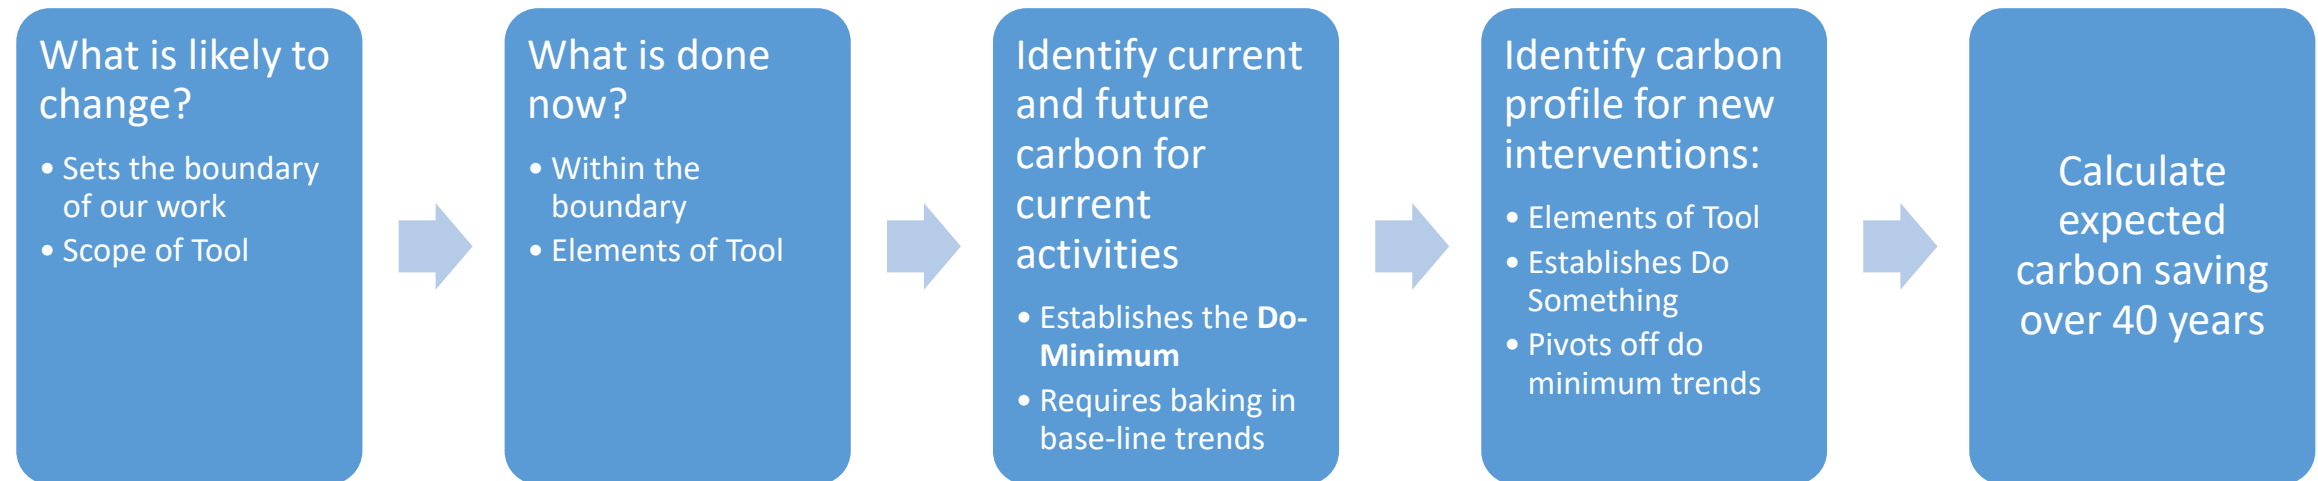 What is likely to
change?
• Sets the boundary
of our work
• Scope of Tool
What is done
now?
• Within the
boundary
• Elements of Tool
Identify current
and future
carbon for
current
activities
• Establishes the Do-
Minimum
• Requires baking in
base-line trends
Identify carbon
profile for new
interventions:
• Elements of Tool
• Establishes Do
Something
• Pivots off do
minimum trends
Calculate
expected
carbon saving
over 40 years